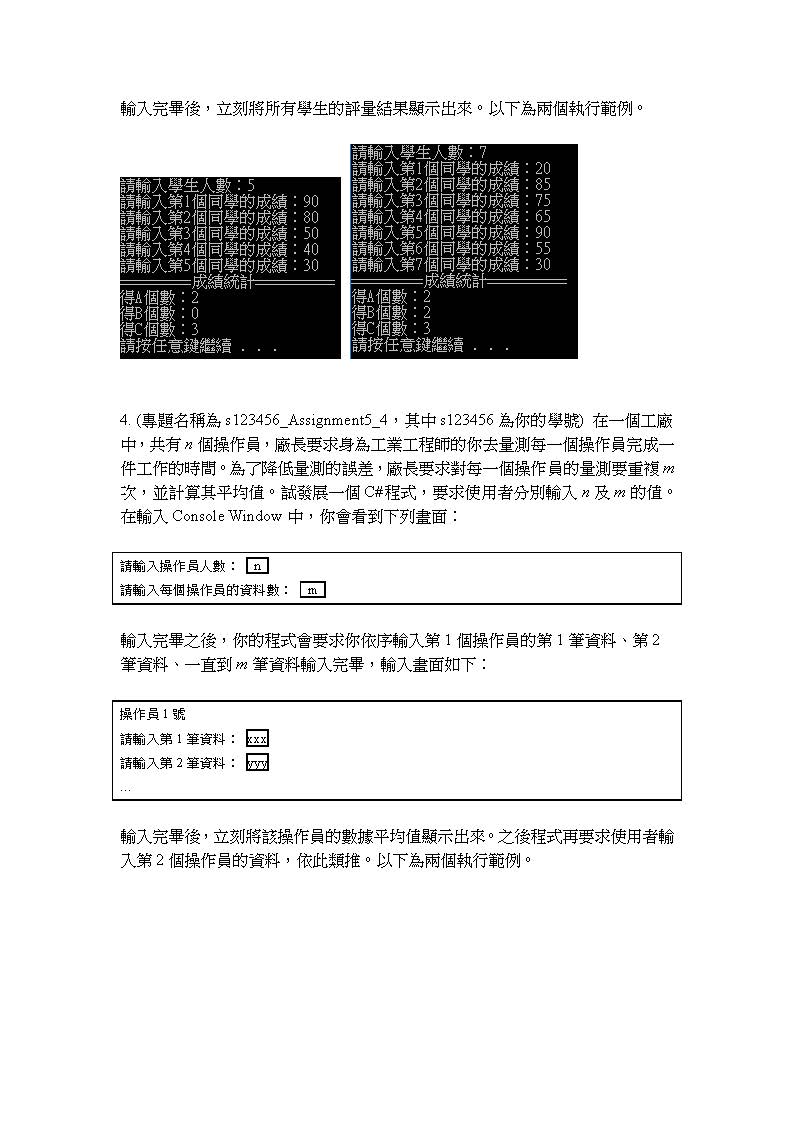 輸入完畢後，立刻將所有學生的評量結果顯示出來。以下為兩個執行範例。
請輸入學生人數：5
請輸入第1個同學的成績：90
請輸入第2個同學的成績：80
請輸入第3個同學的成績：50
請輸入第4個同學的成績：40
請輸入第5個同學的成績：30
=========成績統計==========
得A個數：2
得B個數：0
得C個數：3
請按任意鍵繼續 . . .
請輸入學生人數：7
請輸入第1個同學的成績：20
請輸入第2個同學的成績：85
請輸入第3個同學的成績：75
請輸入第4個同學的成績：65
請輸入第5個同學的成績：90
請輸入第6個同學的成績：55
請輸入第7個同學的成績：30
=========成績統計==========
得A個數：2
得B個數：2
得C個數：3
請按任意鍵繼續 . . .
4. (專題名稱為 s123456_Assignment5_4，其中 s123456 為你的學號) 在一個工廠
中，共有 n 個操作員，廠長要求身為工業工程師的你去量測每一個操作員完成一
件工作的時間。為了降低量測的誤差，廠長要求對每一個操作員的量測要重複 m
次，並計算其平均值。試發展一個 C#程式，要求使用者分別輸入 n 及 m 的值。
在輸入 Console Window 中，你會看到下列畫面：
請輸入操作員人數： n
請輸入每個操作員的資料數： m
輸入完畢之後，你的程式會要求你依序輸入第 1 個操作員的第 1 筆資料、第 2
筆資料、一直到 m 筆資料輸入完畢，輸入畫面如下：
操作員 1 號
請輸入第 1 筆資料： xxx
請輸入第 2 筆資料： yyy
...
輸入完畢後，立刻將該操作員的數據平均值顯示出來。之後程式再要求使用者輸
入第 2 個操作員的資料，依此類推。以下為兩個執行範例。